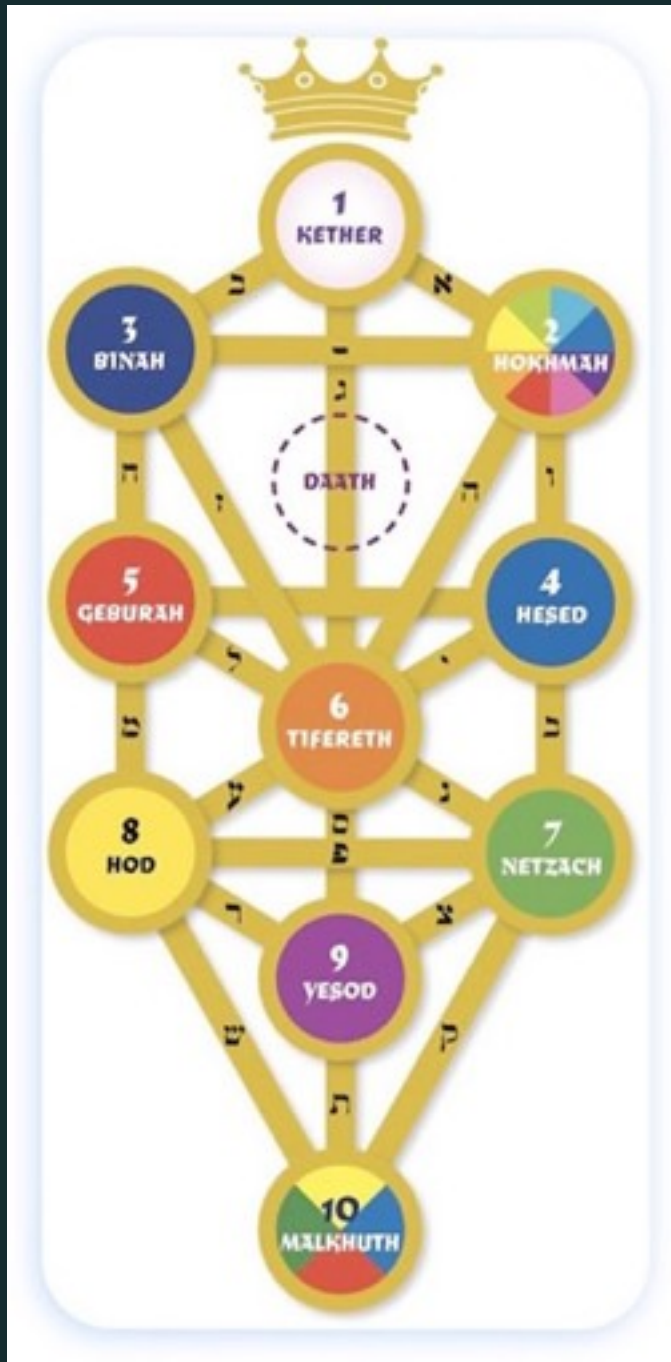 1
KETHER
א
3
BINAH
2
HOKHMAH
DAATH
ה
ה
י
5
GEBURAH
4
HESED
ל
י
6
TIFERETH
8
HOD
7
NETZACH
ש
ר
צ
9
YESOD
ש
ק
ת
10
MALKHUTH